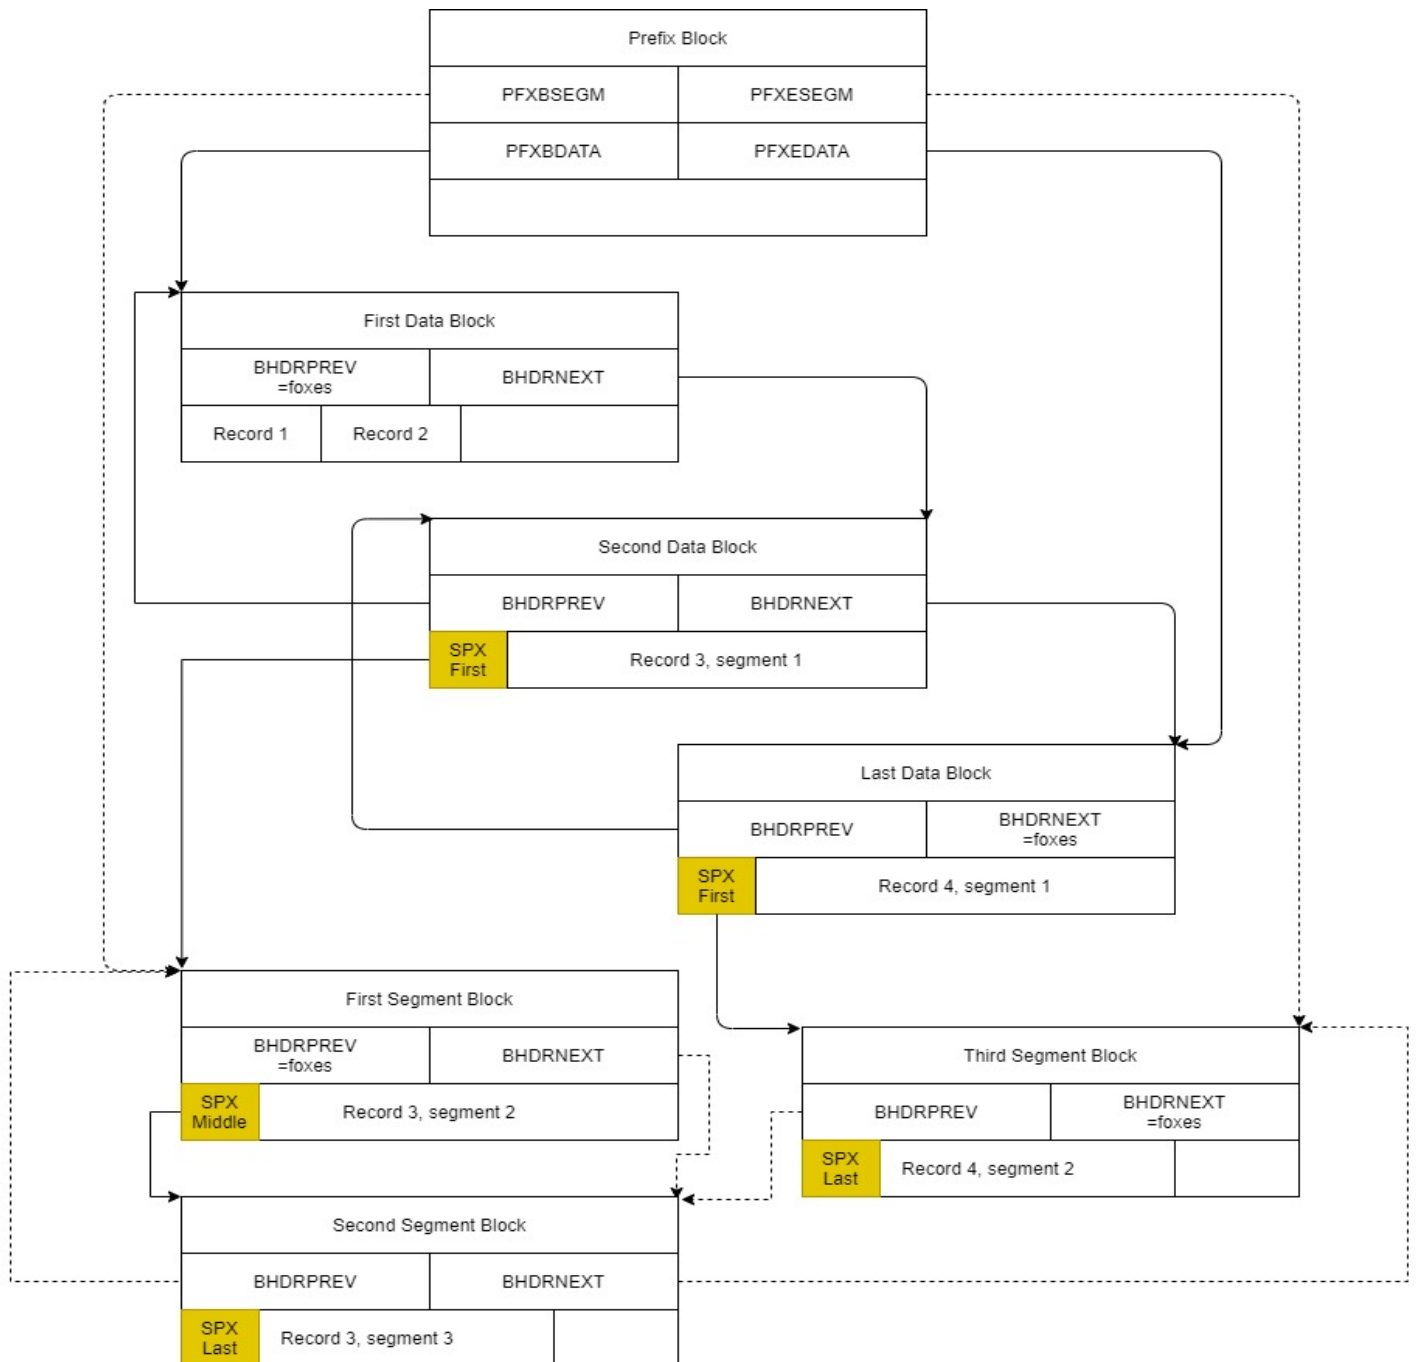 Prefix Block
PFXBSEGM
PFXESEGM
PFXBDATA
PFXEDATA
First Data Block
BHDRPREV
=foxes
BHDRNEXT
Record 1
Record 2
Second Data Block
BHDRPREV
BHDRNEXT
SPX
First
Record 3, segment 1
Last Data Block
BHDRPREV
BHDRNEXT
=foxes
SPX
First
Record 4, segment 1
First Segment Block
BHDRPREV
=foxes
BHDRNEXT
SPX
Middle
Record 3, segment 2
Third Segment Block
BHDRPREV
BHDRNEXT
=foxes
SPX
Last
Record 4, segment 2
Second Segment Block
BHDRPREV
BHDRNEXT
SPX
Last
Record 3, segment 3